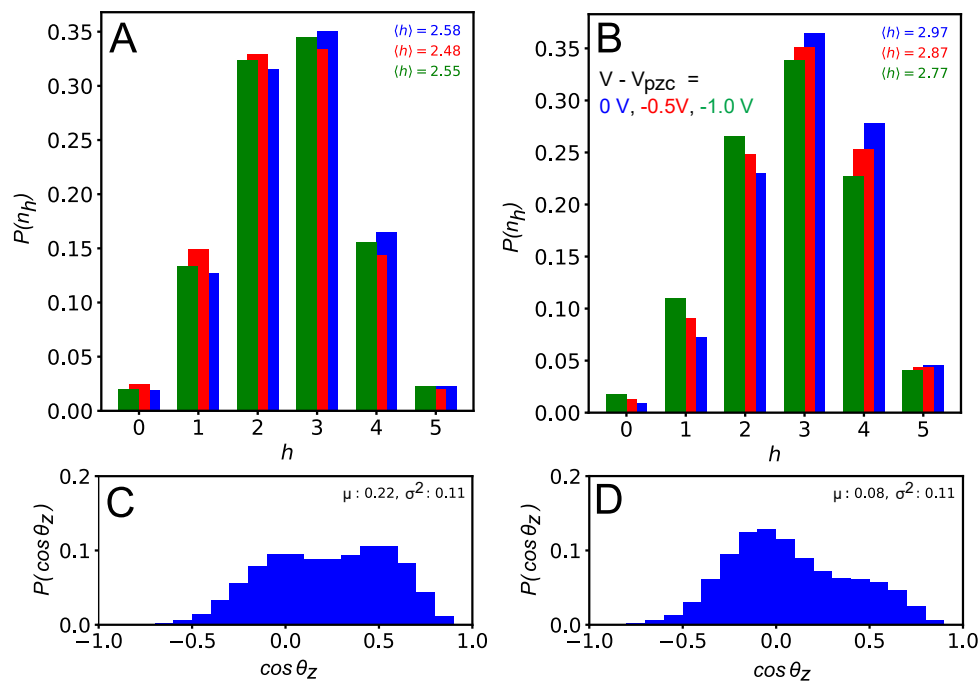 A
⟨h⟩ = 2.58
⟨h⟩ = 2.48
⟨h⟩ = 2.55
0.35
0.30
0.25
0.20
0.15
0.10
0.05
0.00
P(n_h)
0 1 2 3 4 5
h
B
⟨h⟩ = 2.97
⟨h⟩ = 2.87
⟨h⟩ = 2.77
V - V_pzc =
0 V, -0.5V, -1.0 V
0.35
0.30
0.25
0.20
0.15
0.10
0.05
0.00
P(n_h)
0 1 2 3 4 5
h
C
μ : 0.22, σ² : 0.11
0.2
0.1
0.0
P(cos θ_z)
−1.0 −0.5 0.0 0.5 1.0
cos θ_z
D
μ : 0.08, σ² : 0.11
0.2
0.1
0.0
P(cos θ_z)
−1.0 −0.5 0.0 0.5 1.0
cos θ_z